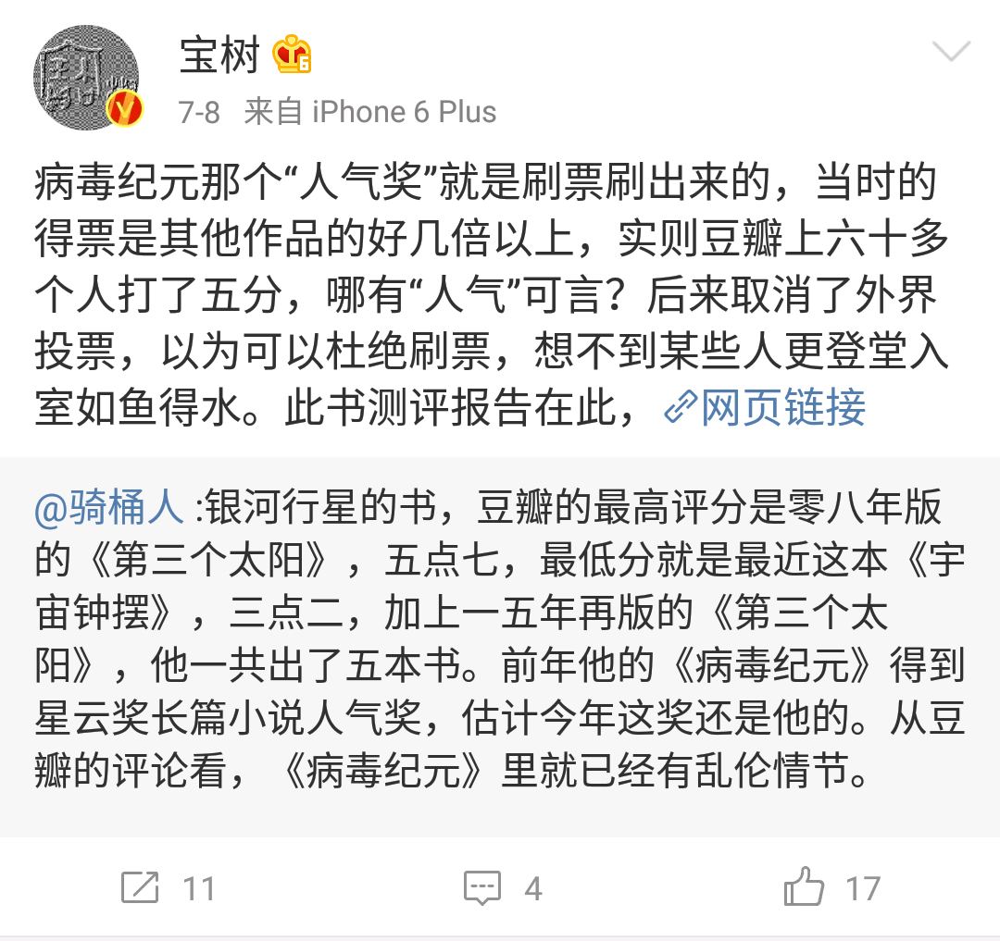 宝树
7-8 来自 iPhone 6 Plus
病毒纪元那个“人气奖”就是刷票刷出来的，当时的
得票是其他作品的好几倍以上，实则豆瓣上六十多
个人打了五分，哪有“人气”可言？后来取消了外界
投票，以为可以杜绝刷票，想不到某些人更登堂入
室如鱼得水。此书测评报告在此，网页链接
@骑桶人 :银河行星的书，豆瓣的最高评分是零八年版
的《第三个太阳》，五点七，最低分就是最近这本《宇
宙钟摆》，三点二，加上一五年再版的《第三个太
阳》，他一共出了五本书。前年他的《病毒纪元》得到
星云奖长篇小说人气奖，估计今年这奖还是他的。从豆
瓣的评论看，《病毒纪元》里就已经有乱伦情节。
11 4 17